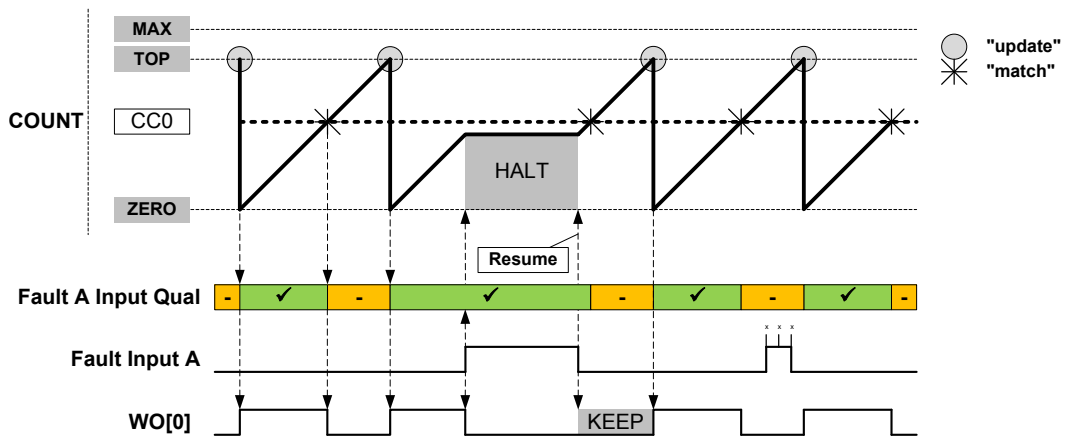 MAX
TOP
"update"
"match"
COUNT
CC0
HALT
ZERO
Resume
Fault A Input Qual
- ✓ - ✓ - ✓ - ✓ -
Fault Input A
x x x
WO[0]
KEEP